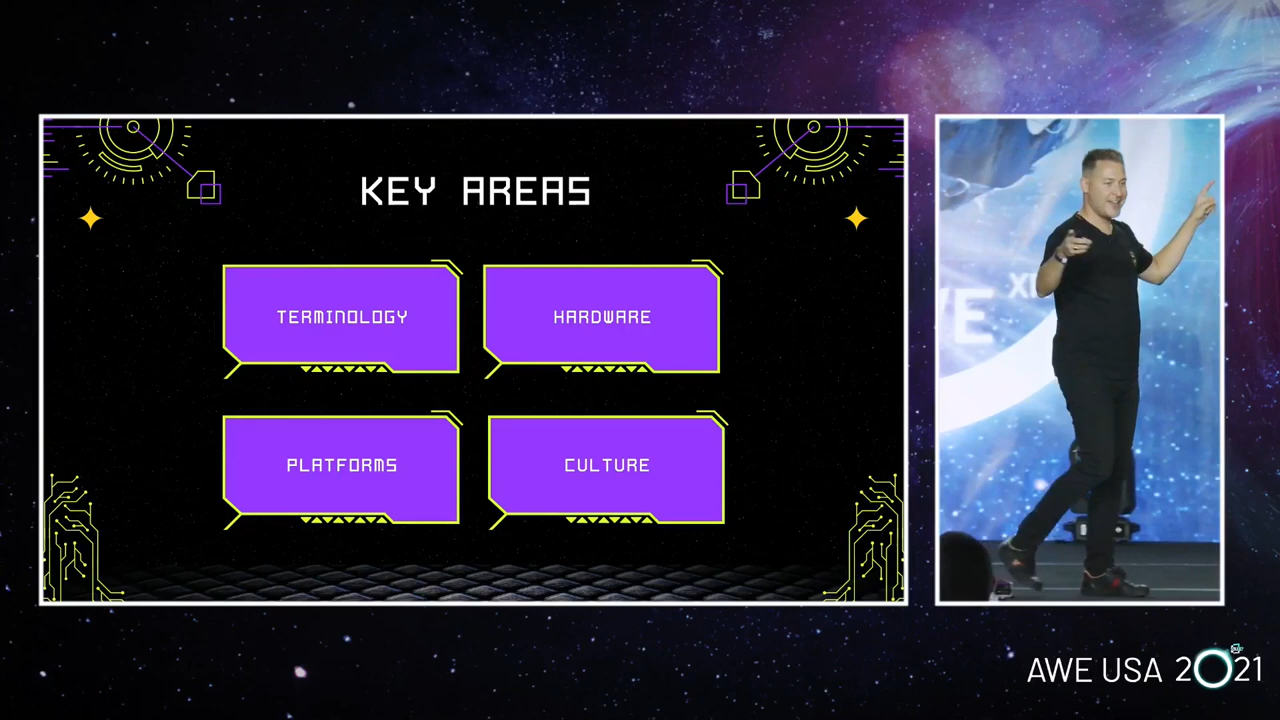 KEY AREAS
TERMINOLOGY
HARDWARE
PLATFORMS
CULTURE
AWE USA 2021